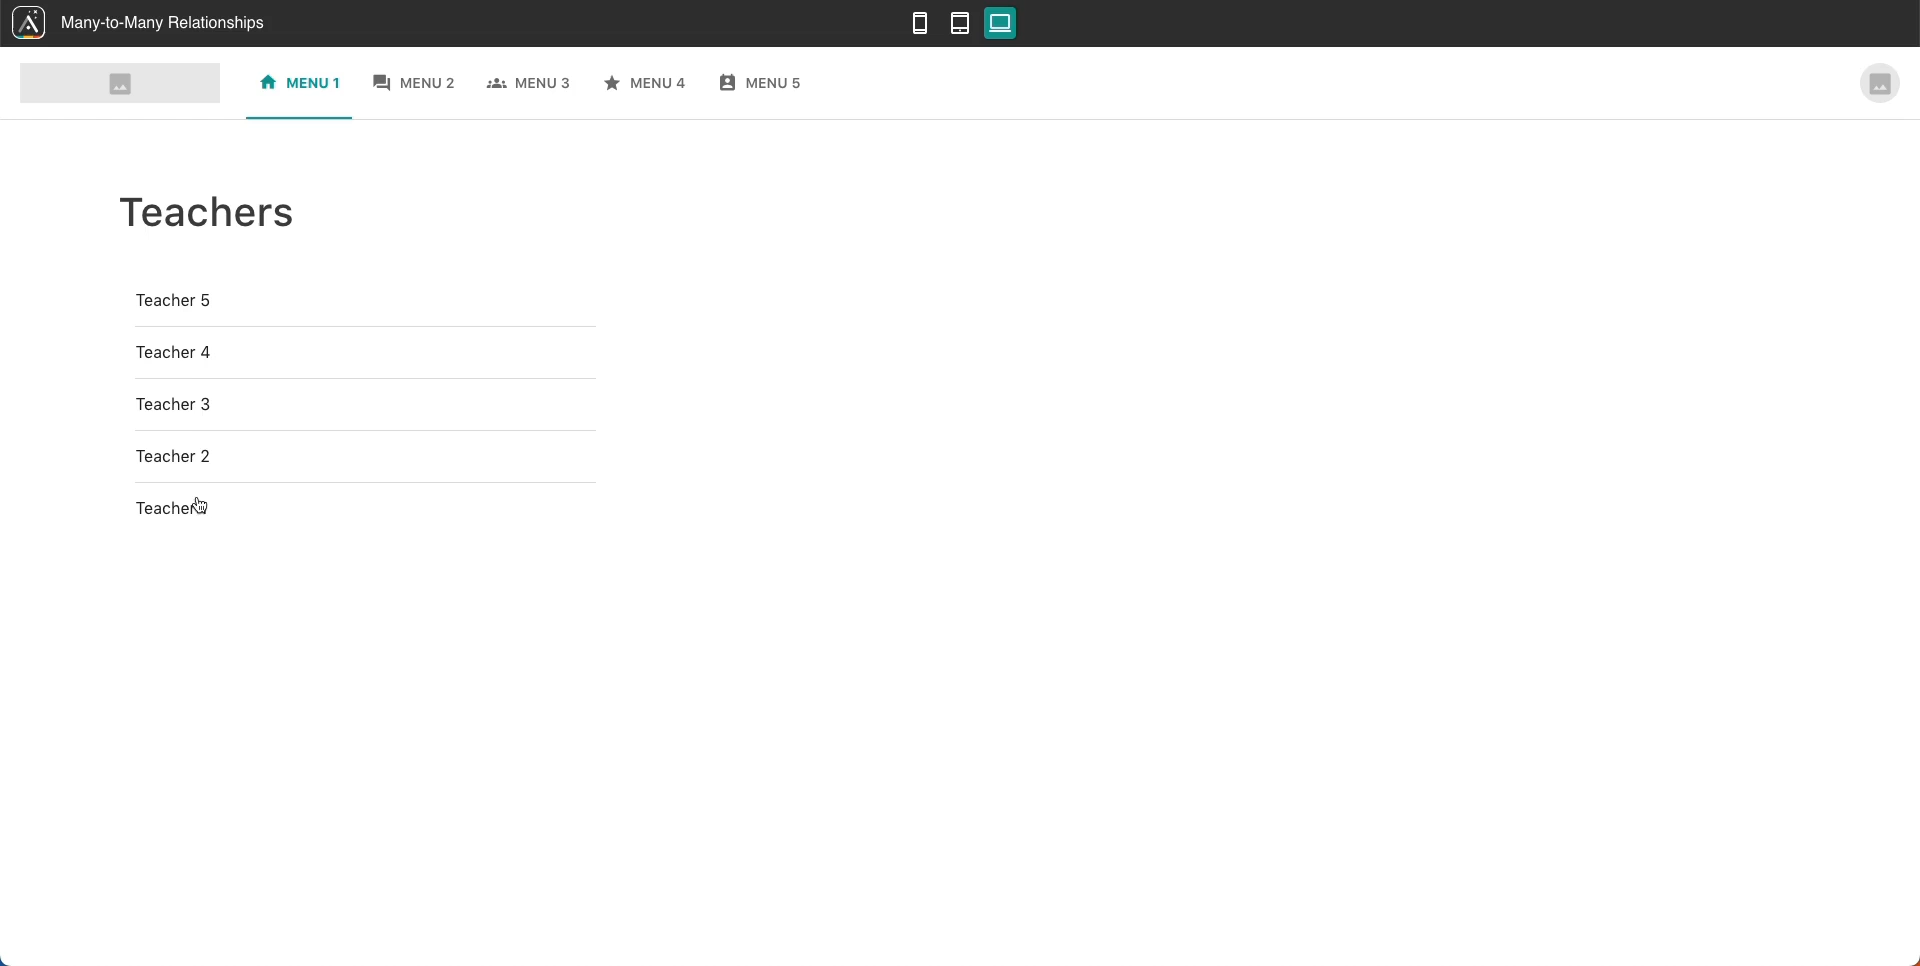 Many-to-Many Relationships
MENU 1
MENU 2
MENU 3
MENU 4
MENU 5
Teachers
Teacher 5
Teacher 4
Teacher 3
Teacher 2
Teacher